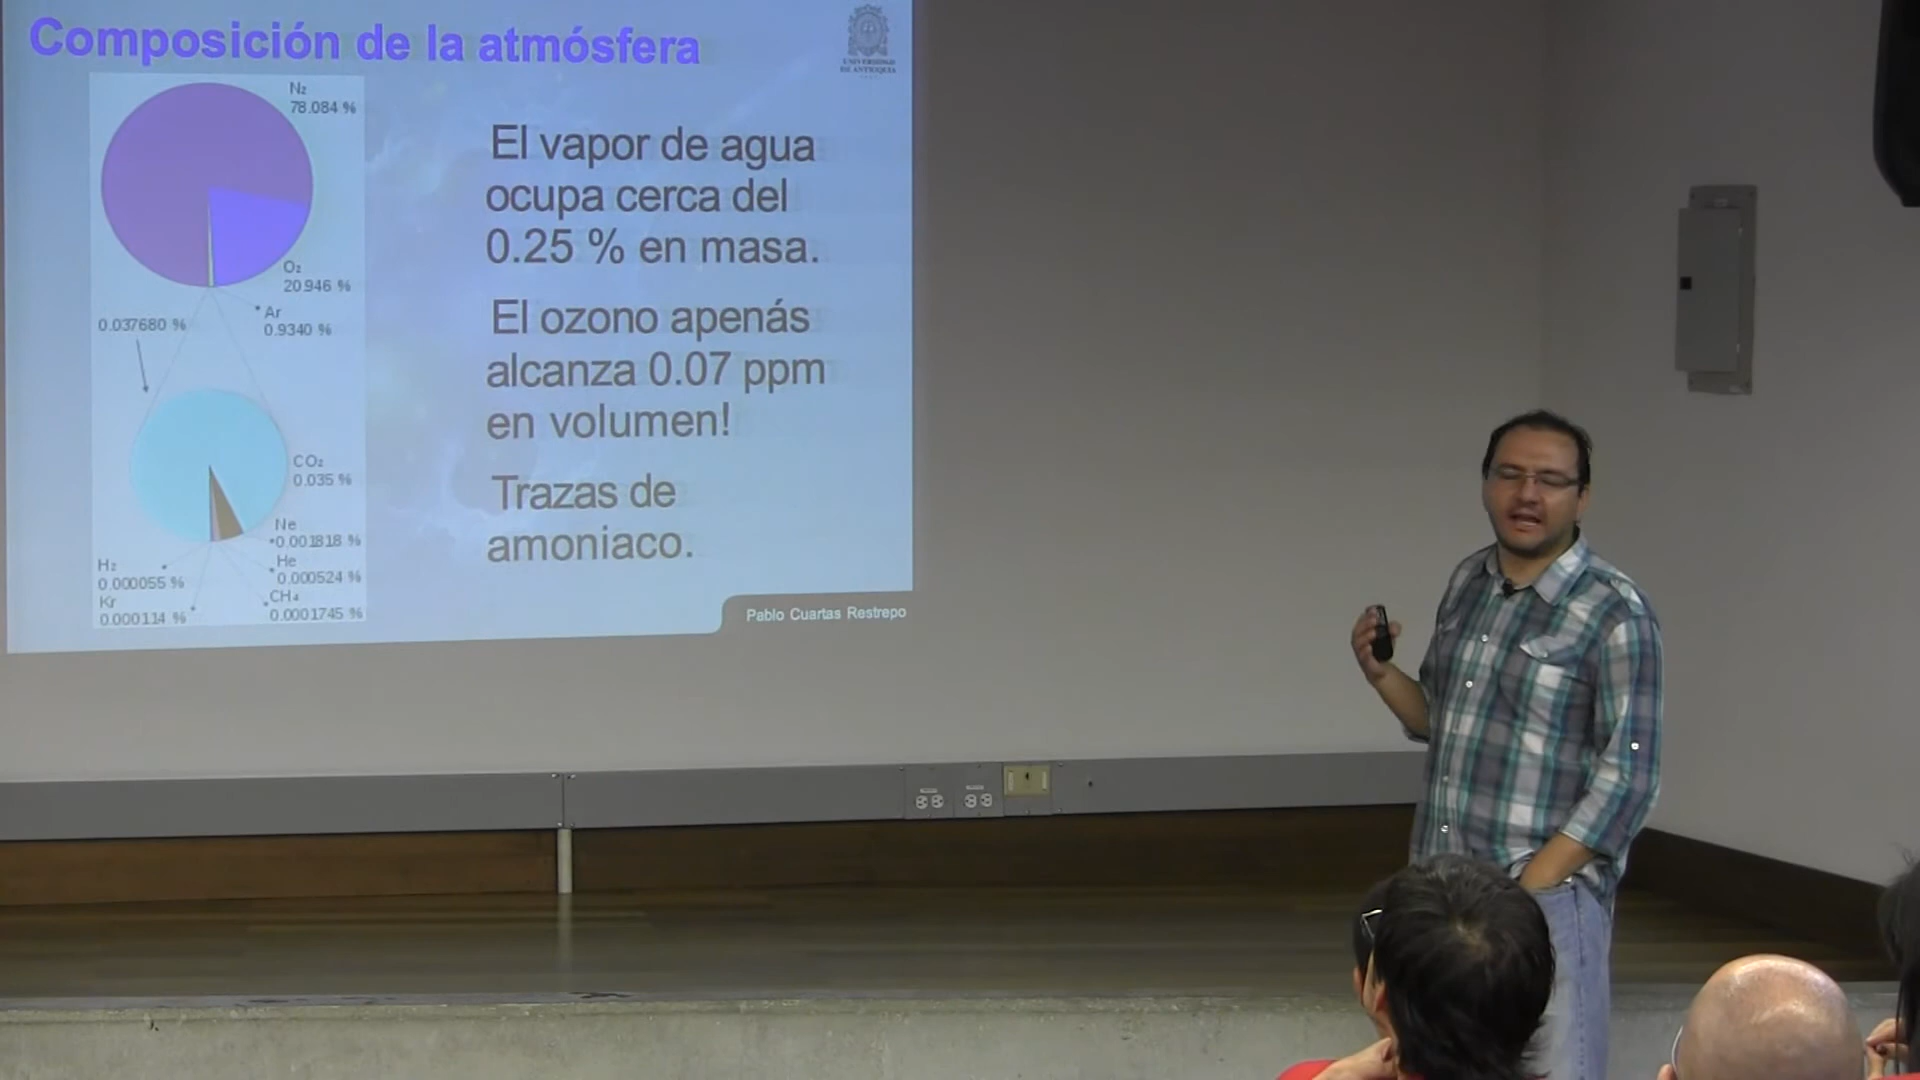 Composición de la atmósfera
UNIVERSIDAD
DE ANTIOQUIA
N₂
78.084 %
O₂
20.946 %
Ar
0.9340 %
0.037680 %
CO₂
0.035 %
Ne
0.001818 %
He
0.000524 %
CH₄
0.0001745 %
H₂
0.000055 %
Kr
0.000114 %
El vapor de agua
ocupa cerca del
0.25 % en masa.
El ozono apenás
alcanza 0.07 ppm
en volumen!
Trazas de
amoniaco.
Pablo Cuartas Restrepo